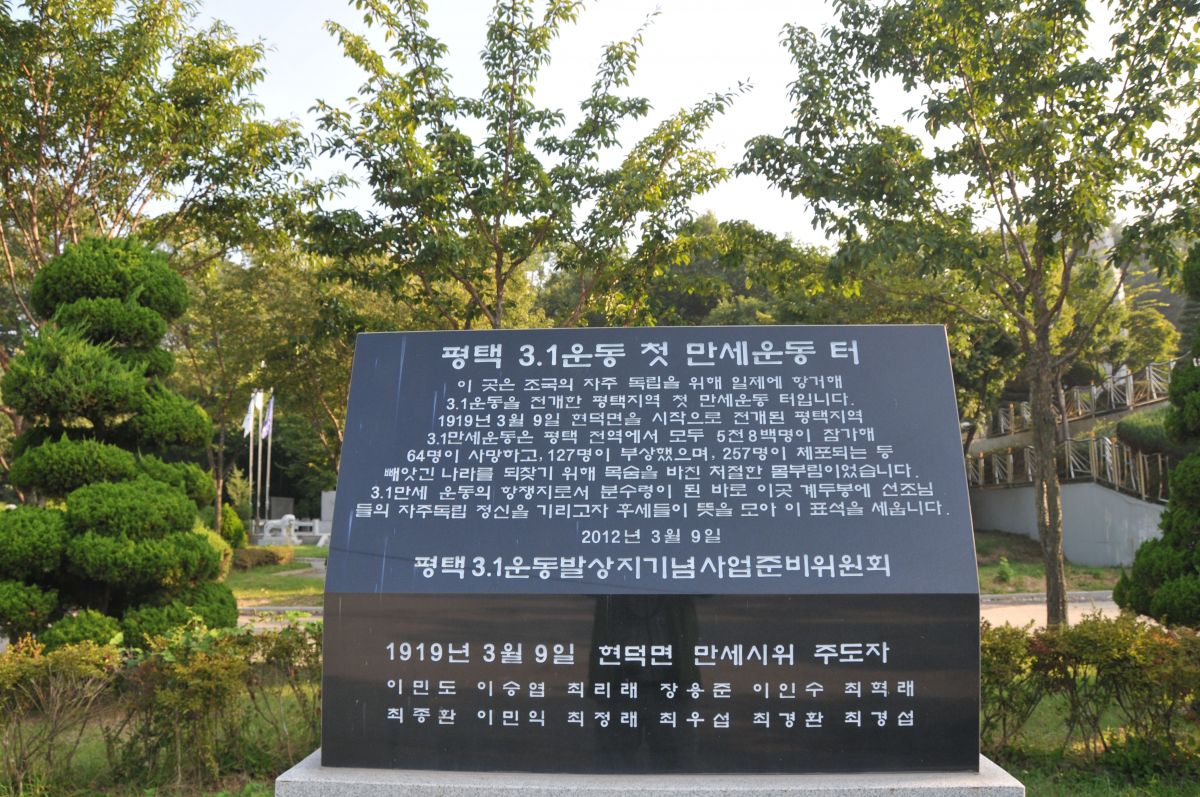 평택 3.1운동 첫 만세운동 터
이 곳은 조국의 자주 독립을 위해 일제에 항거해
3.1운동을 전개한 평택지역 첫 만세운동 터입니다.
1919년 3월 9일 현덕면을 시작으로 전개된 평택지역
3.1만세운동은 평택 전역에서 모두 5천8백명이 참가해
64명이 사망하고, 127명이 부상했으며, 257명이 체포되는 등
빼앗긴 나라를 되찾기 위해 목숨을 바친 처절한 몸부림이었습니다.
3.1만세 운동의 항쟁지로서 분수령이 된 바로 이곳 계두봉에 선조님
들의 자주독립 정신을 기리고자 후세들이 뜻을 모아 이 표석을 세웁니다.
2012년 3월 9일
평택3.1운동발상지기념사업준비위원회
1919년 3월 9일 현덕면 만세시위 주도자
이민도 이승엽 최리래 장용준 이인수 최혁래
최종환 이민익 최정래 최우섭 최경환 최경섭